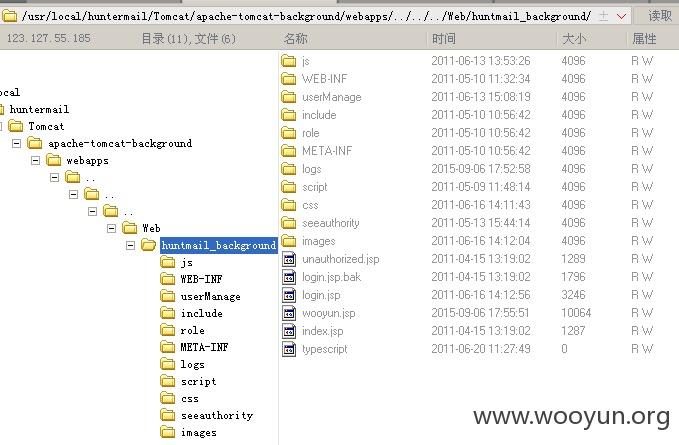 /usr/local/huntermail/Tomcat/apache-tomcat-background/webapps/../../../Web/huntmail_background/ 读取
123.127.55.185 目录(11),文件(6) 名称 时间 大小 属性
ocal
huntermail
Tomcat
apache-tomcat-background
webapps
..
..
..
Web
huntmail_background
js
WEB-INF
userManage
include
role
META-INF
logs
script
css
seeauthority
images
js 2011-06-13 13:53:26 4096 R W
WEB-INF 2011-05-10 11:32:34 4096 R W
userManage 2011-06-13 15:08:19 4096 R W
include 2011-05-10 10:56:42 4096 R W
role 2011-05-10 10:56:42 4096 R W
META-INF 2011-05-10 10:56:42 4096 R W
logs 2015-09-06 17:52:58 4096 R W
script 2011-05-09 11:48:14 4096 R W
css 2011-06-16 14:11:43 4096 R W
seeauthority 2011-05-13 15:44:14 4096 R W
images 2011-06-16 14:12:04 4096 R W
unauthorized.jsp 2011-04-15 13:19:02 1289 R W
login.jsp.bak 2011-04-15 13:19:02 1796 R W
login.jsp 2011-06-16 14:12:56 3246 R W
wooyun.jsp 2015-09-06 17:55:51 10064 R W
index.jsp 2011-04-15 13:19:02 1287 R W
typescript 2011-06-20 11:27:49 0 R W
www.wooyun.org